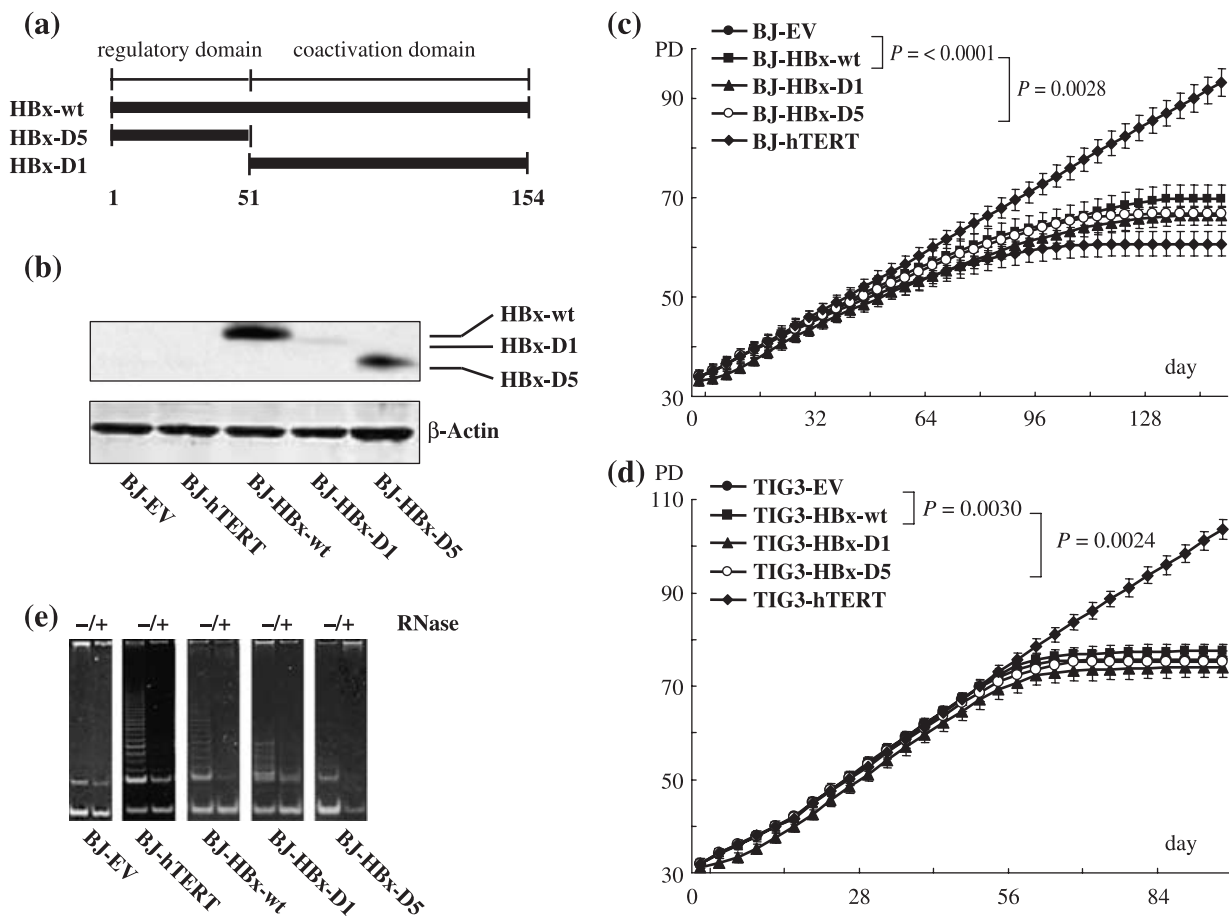 (a)
regulatory domain
coactivation domain
HBx-wt
HBx-D5
HBx-D1
1
51
154
(b)
HBx-wt
HBx-D1
HBx-D5
β-Actin
BJ-EV
BJ-hTERT
BJ-HBx-wt
BJ-HBx-D1
BJ-HBx-D5
(e)
–/+
–/+
–/+
–/+
–/+
RNase
BJ-EV
BJ-hTERT
BJ-HBx-wt
BJ-HBx-D1
BJ-HBx-D5
(c)
PD
BJ-EV
BJ-HBx-wt
BJ-HBx-D1
BJ-HBx-D5
BJ-hTERT
P = < 0.0001
P = 0.0028
90
70
50
30
day
0
32
64
96
128
(d)
PD
TIG3-EV
TIG3-HBx-wt
TIG3-HBx-D1
TIG3-HBx-D5
TIG3-hTERT
P = 0.0030
P = 0.0024
110
90
70
50
30
day
0
28
56
84